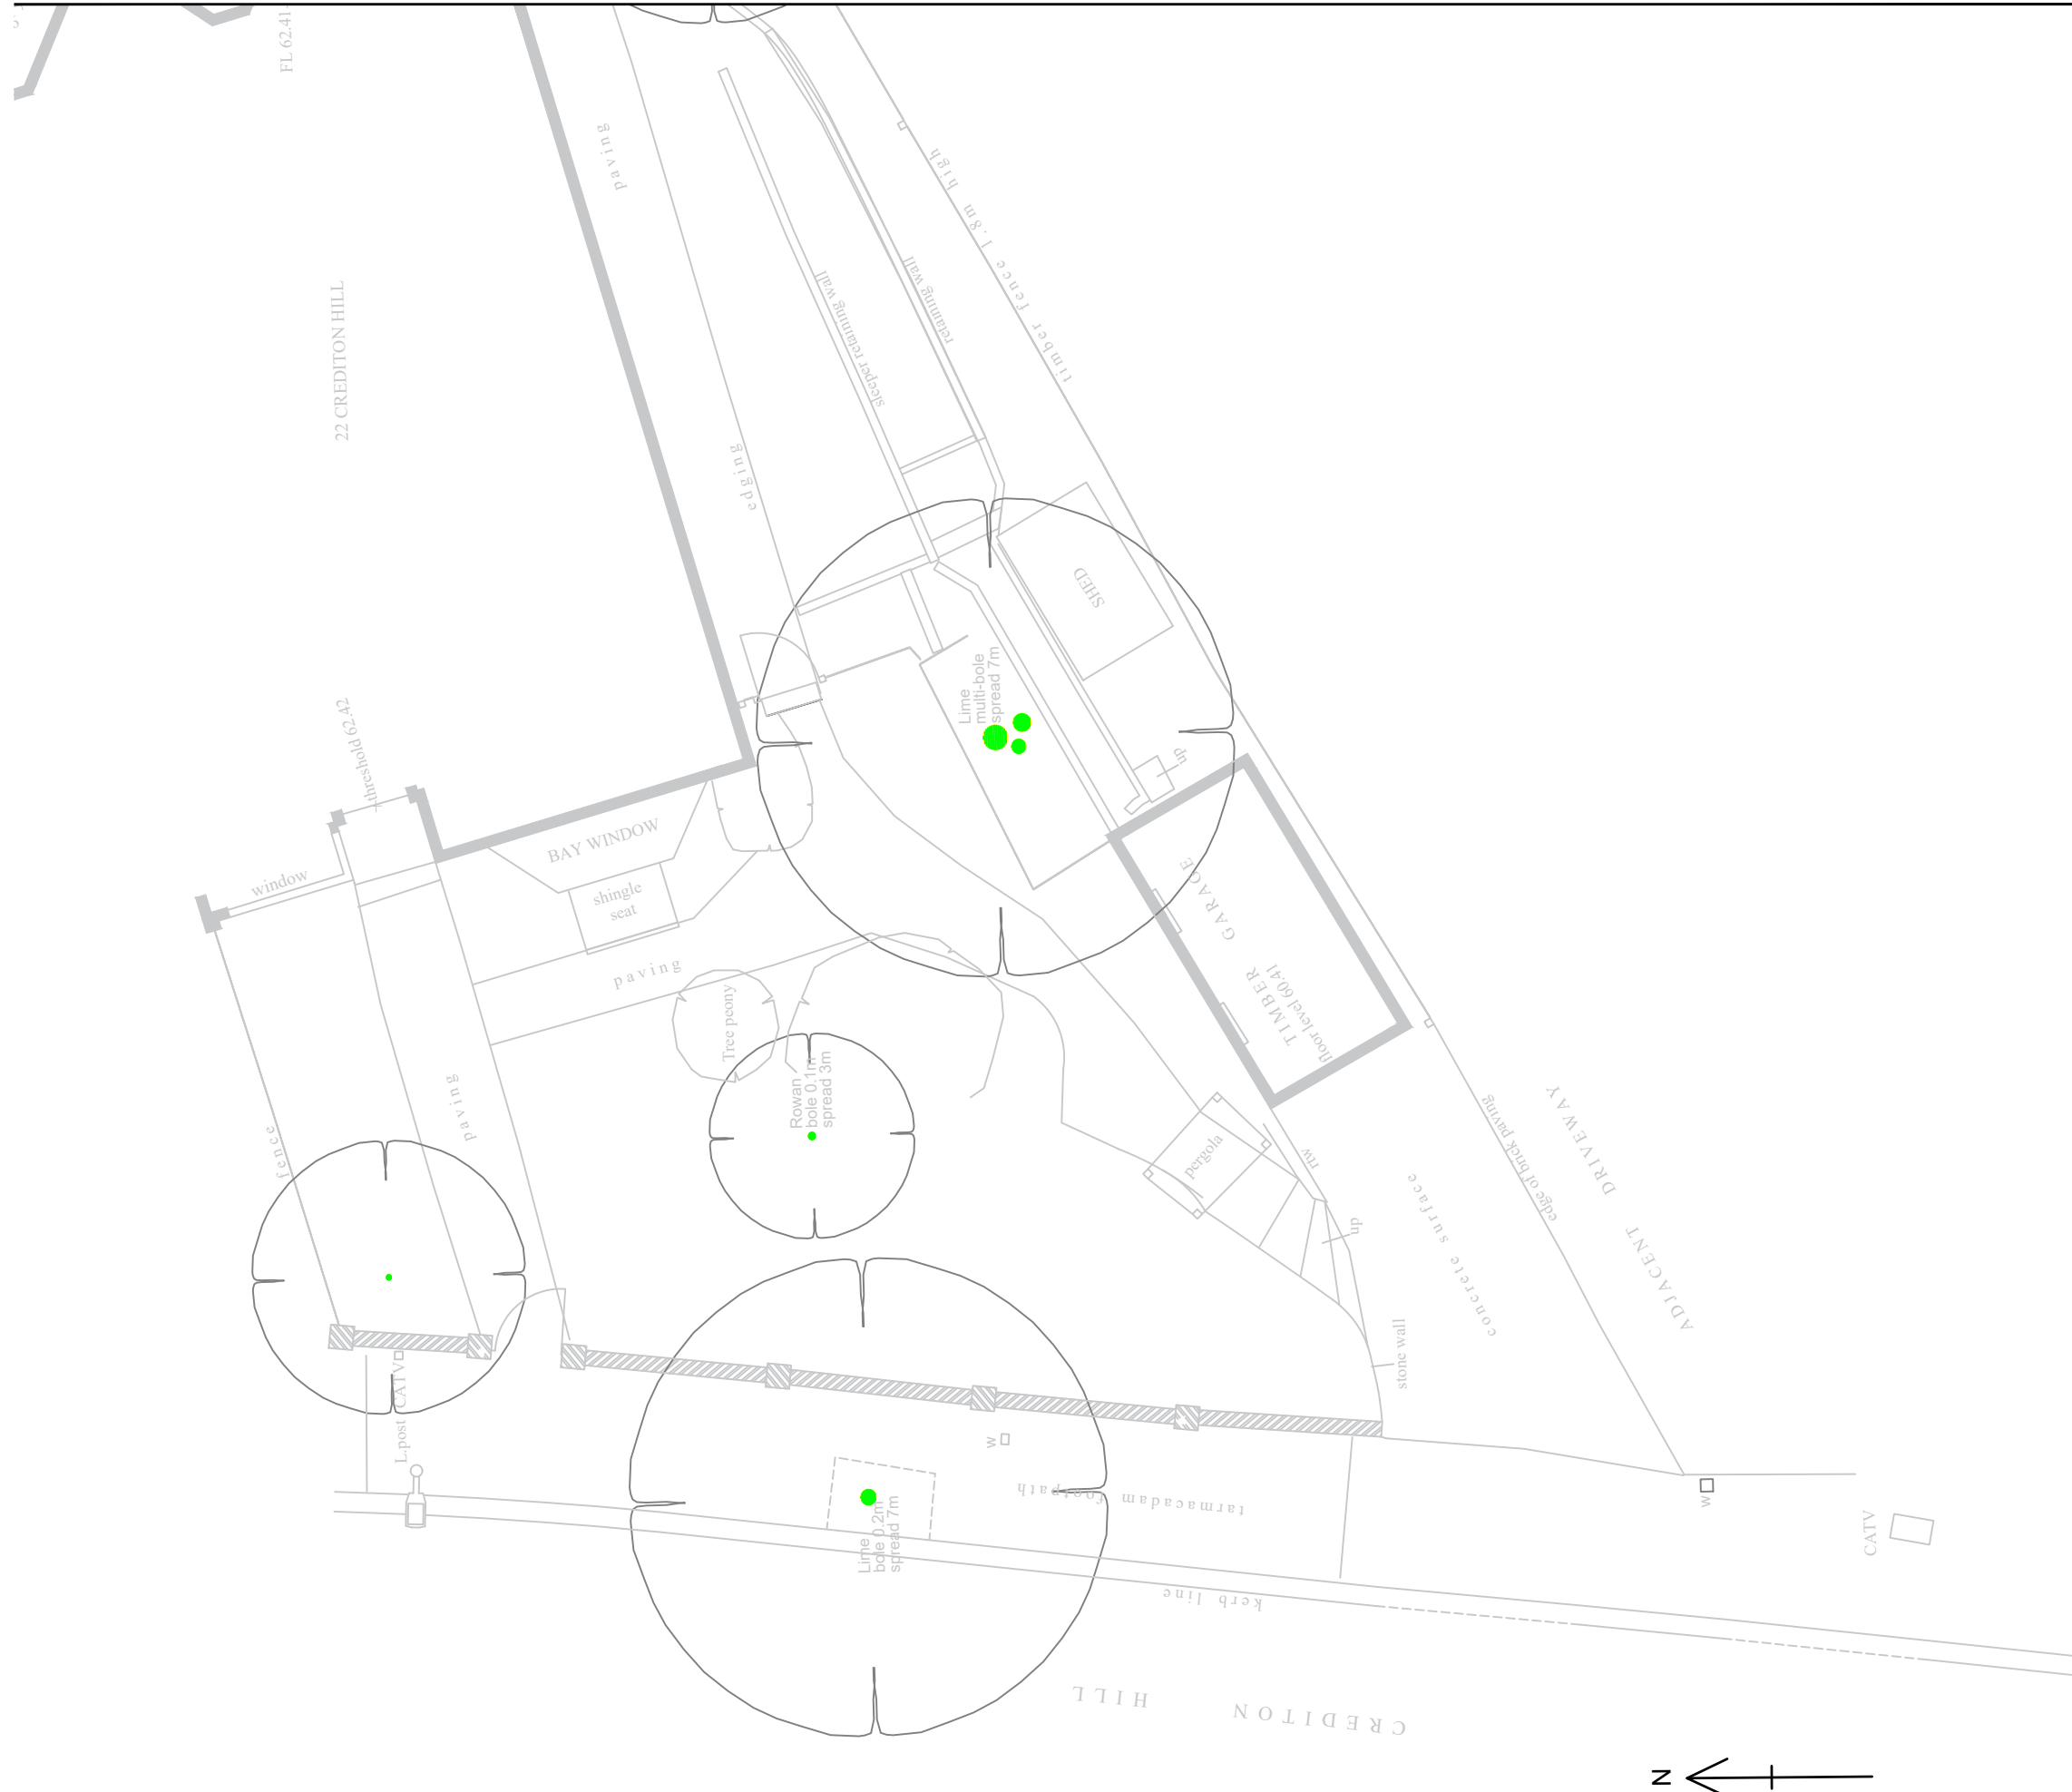 FL 62.41
paving
timber fence 1.8m high
22 CREDITON HILL
sleeper retaining wall
retaining wall
edging
SHED
Lime
multi-bole
spread 7m
threshold 62.42
up
BAY WINDOW
window
shingle
seat
paving
Tree peony
TIMBER GARAGE
floor level 60.41
Rowan
bole 0.1m
spread 3m
paving
fence
pergola
rtw
up
edge of brick paving
ADJACENT DRIVEWAY
concrete surface
stone wall
L.post
CATV
w
tarmacadam footpath
Lime
bole 0.2m
spread 7m
w
CATV
kerb line
CREDITON HILL
N